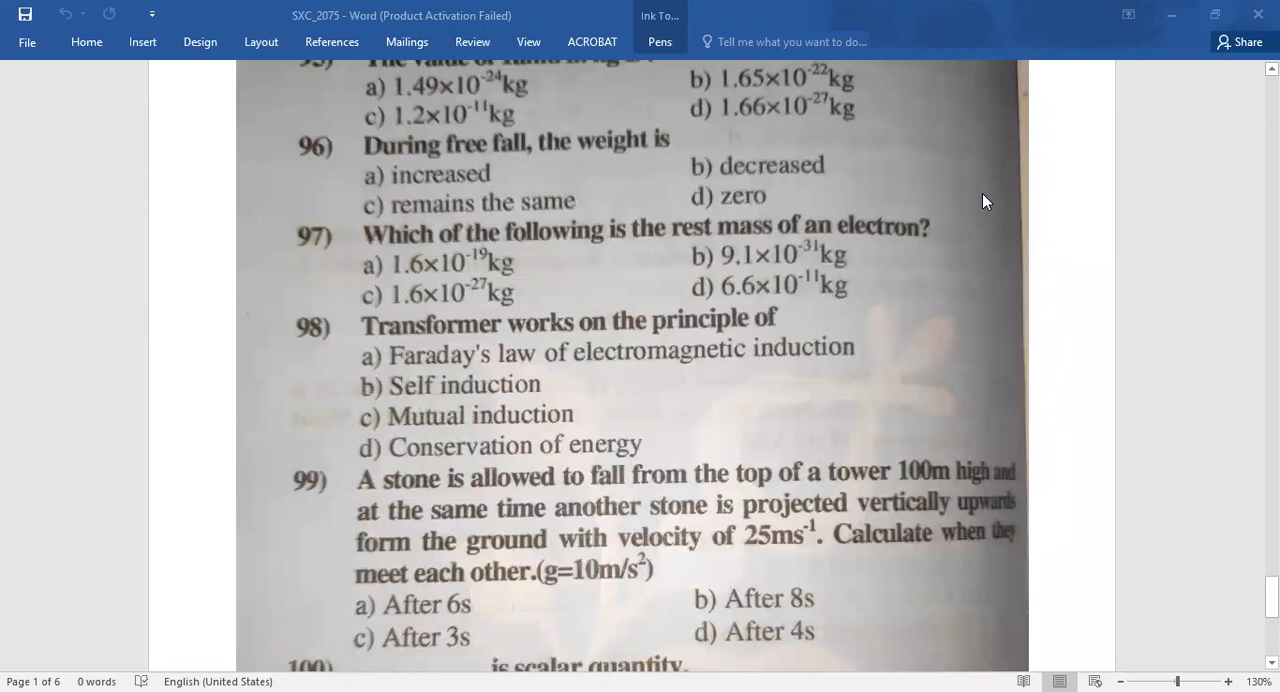 SXC_2075 - Word (Product Activation Failed)
Ink To...
File Home Insert Design Layout References Mailings Review View ACROBAT Pens Tell me what you want to do... Share
95) The value of
a) 1.49×10⁻²⁴kg b) 1.65×10⁻²²kg
c) 1.2×10⁻¹¹kg d) 1.66×10⁻²⁷kg
96) During free fall, the weight is
a) increased b) decreased
c) remains the same d) zero
97) Which of the following is the rest mass of an electron?
a) 1.6×10⁻¹⁹kg b) 9.1×10⁻³¹kg
c) 1.6×10⁻²⁷kg d) 6.6×10⁻¹¹kg
98) Transformer works on the principle of
a) Faraday's law of electromagnetic induction
b) Self induction
c) Mutual induction
d) Conservation of energy
99) A stone is allowed to fall from the top of a tower 100m high and
at the same time another stone is projected vertically upwards
form the ground with velocity of 25ms⁻¹. Calculate when they
meet each other.(g=10m/s²)
a) After 6s b) After 8s
c) After 3s d) After 4s
100) is scalar quantity.
Page 1 of 6 0 words English (United States) 130%